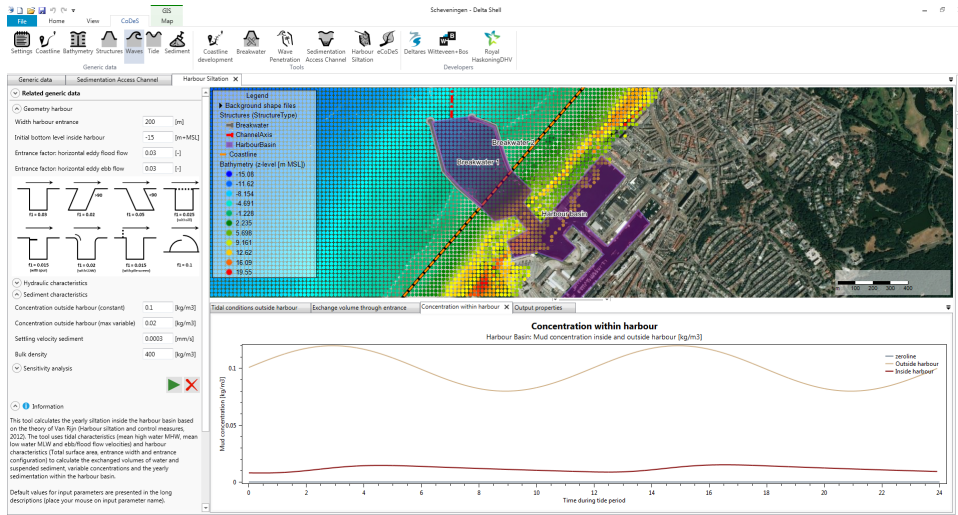 Scheveningen - Delta Shell
GIS
File Home View CoDeS Map
Settings Coastline Bathymetry Structures Waves Tide Sediment
Coastline development
Breakwater
Wave Penetration
Sedimentation Access Channel
Harbour Siltation
eCoDeS
Deltares
Witteveen+Bos
Royal HaskoningDHV
Generic data Tools Developers
Generic data Sedimentation Access Channel Harbour Siltation X
Related generic data
Geometry harbour
Width harbour entrance 200 [m]
Initial bottom level inside harbour -15 [m+MSL]
Entrance factor: horizontal eddy flood flow 0.03 [-]
Entrance factor: horizontal eddy ebb flow 0.03 [-]
<90 >90
f1 = 0.03 f1 = 0.02 f1 = 0.05 f1 = 0.025
f1 = 0.015 f1 = 0.02 f1 = 0.015 f1 = 0.1
Hydraulic characteristics
Sediment characteristics
Concentration outside harbour (constant) 0.1 [kg/m3]
Concentration outside harbour (max variable) 0.02 [kg/m3]
Settling velocity sediment 0.0003 [mm/s]
Bulk density 400 [kg/m3]
Sensitivity analysis
Information
This tool calculates the yearly siltation inside the harbour basin based
on the theory of Van Rijn (Harbour siltation and control measures,
2012). The tool uses tidal characteristics (mean high water MHW, mean
low water MLW and ebb/flood flow velocities) and harbour
characteristics (Total surface area, entrance width and entrance
configuration) to calculate the exchanged volumes of water and
suspended sediment, variable concentrations and the yearly
sedimentation within the harbour basin.
Default values for input parameters are presented in the long
descriptions (place your mouse on input parameter name).
Legend
Background shape files
Structures (StructureType)
Breakwater
ChannelAxis
HarbourBasin
Coastline
Bathymetry (z-level [m MSL])
-15.08
-11.62
-8.154
-4.691
-1.228
2.235
5.698
9.161
12.62
16.09
19.55
Breakwater 2
Breakwater 1
Harbour basin
m 100 200 300 400
Tidal conditions outside harbour Exchange volume through entrance Concentration within harbour X Output properties
Concentration within harbour
Harbour Basin: Mud concentration inside and outside harbour [kg/m3]
zeroline
Outside harbour
Inside harbour
Mud concentration [kg/m3]
0.1
0.05
0
0 2 4 6 8 10 12 14 16 18 20 22 24
Time during tide period